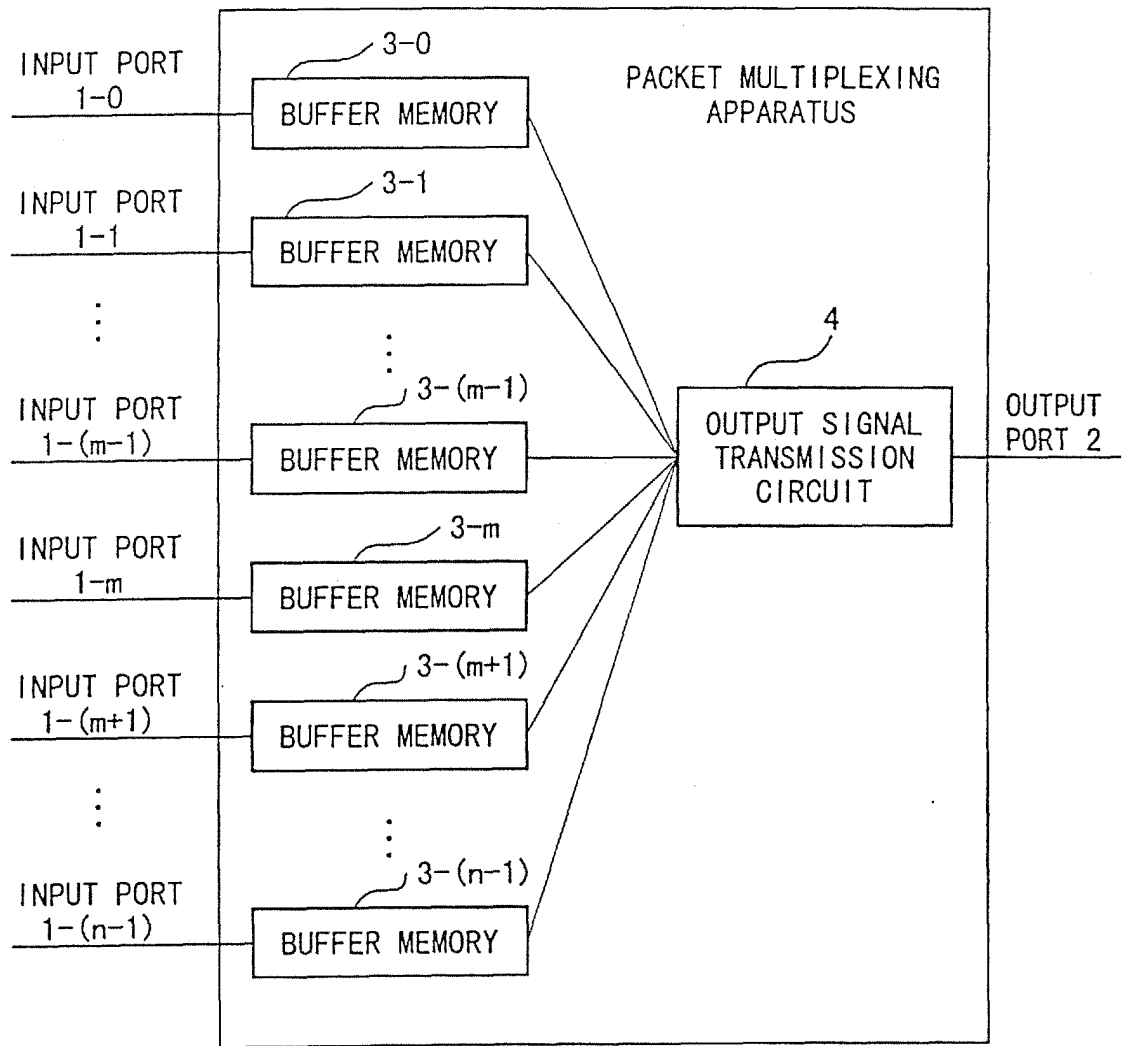 PACKET MULTIPLEXING
APPARATUS
INPUT PORT
1-0
3-0
BUFFER MEMORY
INPUT PORT
1-1
3-1
BUFFER MEMORY
INPUT PORT
1-(m-1)
3-(m-1)
BUFFER MEMORY
INPUT PORT
1-m
3-m
BUFFER MEMORY
INPUT PORT
1-(m+1)
3-(m+1)
BUFFER MEMORY
INPUT PORT
1-(n-1)
3-(n-1)
BUFFER MEMORY
4
OUTPUT SIGNAL
TRANSMISSION
CIRCUIT
OUTPUT
PORT 2